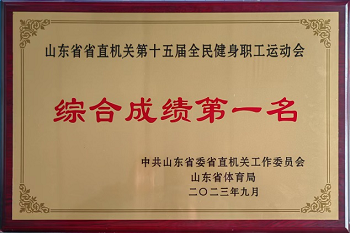 山东省省直机关第十五届全民健身职工运动会
综合成绩第一名
中共山东省委省直机关工作委员会
山东省体育局
二〇二三年九月